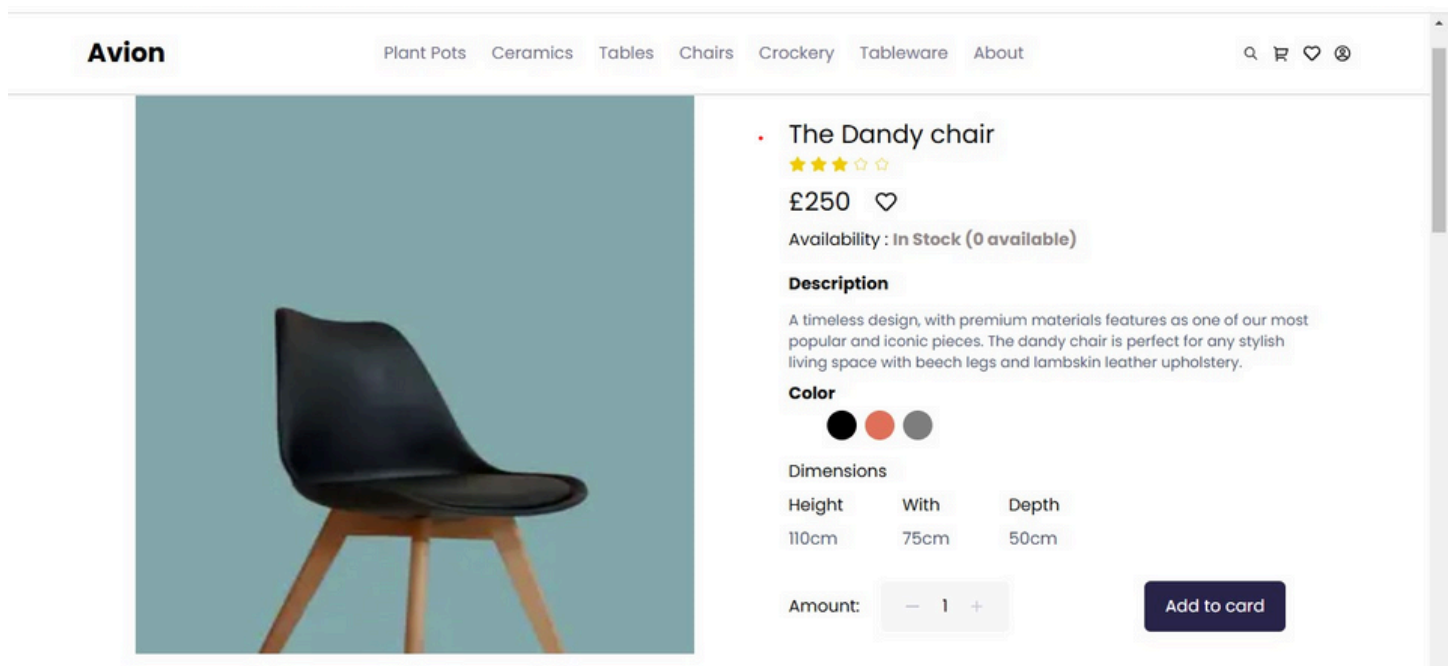 Avion
Plant Pots Ceramics Tables Chairs Crockery Tableware About
The Dandy chair
£250
Availability : In Stock (0 available)
Description
A timeless design, with premium materials features as one of our most
popular and iconic pieces. The dandy chair is perfect for any stylish
living space with beech legs and lambskin leather upholstery.
Color
Dimensions
Height With Depth
110cm 75cm 50cm
Amount: — 1 + Add to card